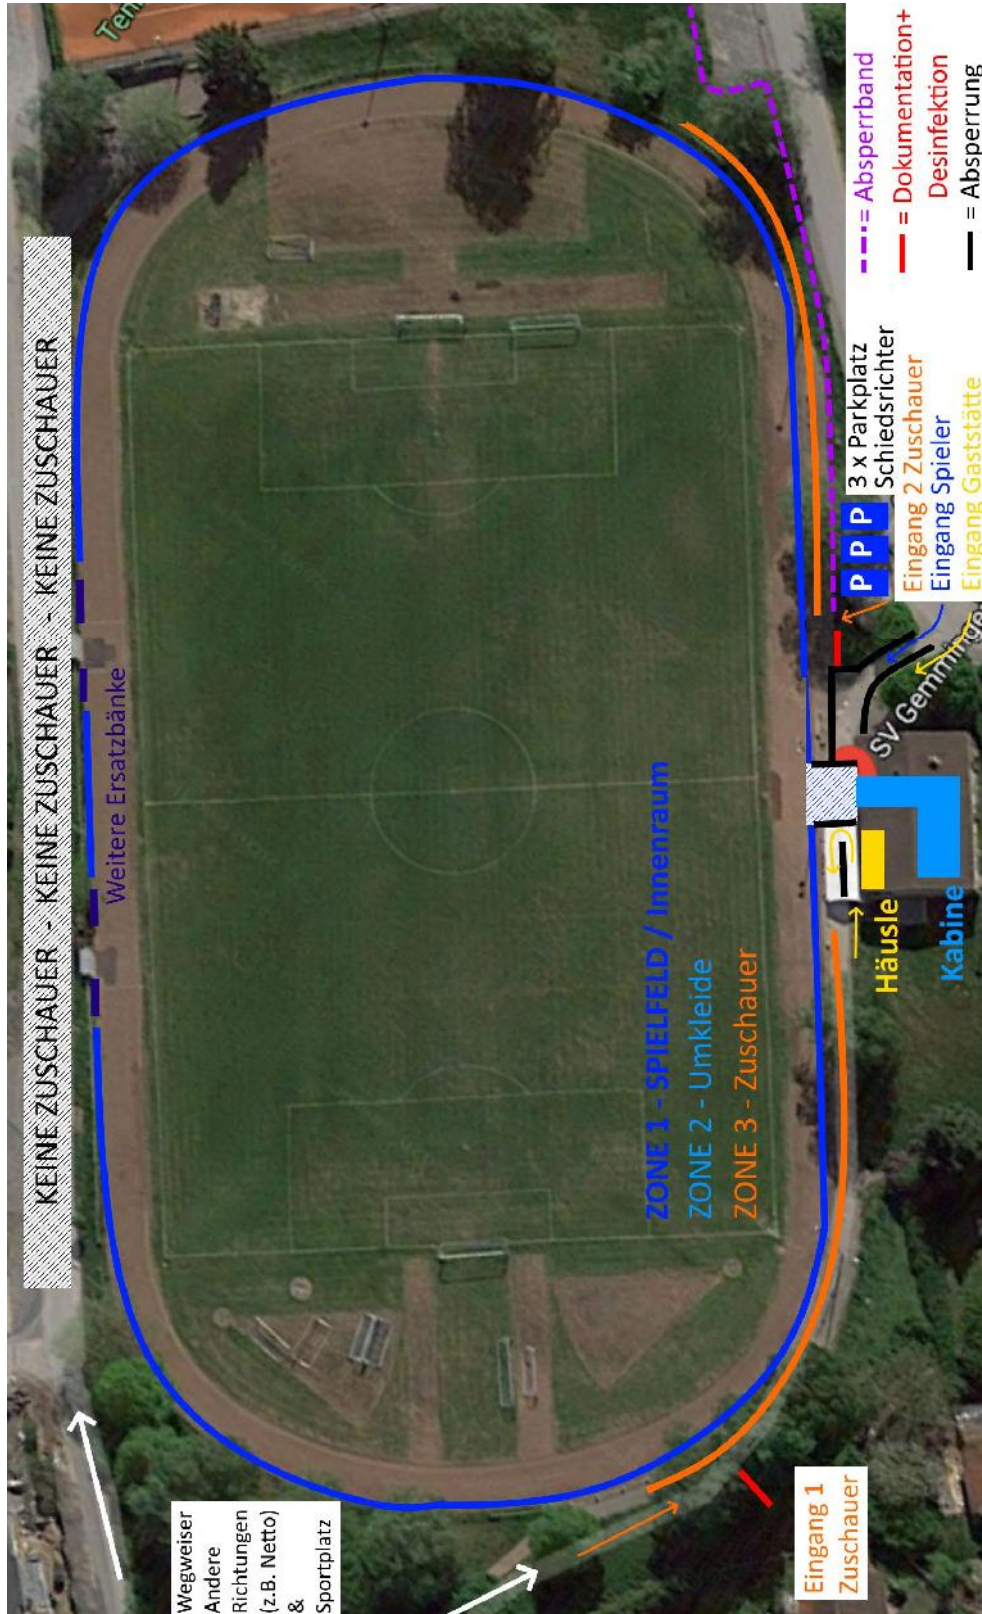 Ten
KEINE ZUSCHAUER - KEINE ZUSCHAUER - KEINE ZUSCHAUER
Weitere Ersatzbänke
ZONE 1 - SPIELFELD / Innenraum
ZONE 2 - Umkleide
ZONE 3 - Zuschauer
Wegweiser
Andere
Richtungen
(z.B. Netto)
&
Sportplatz
Eingang 1
Zuschauer
Häusle
Kabine
SV Gemminge
P P P
3 x Parkplatz
Schiedsrichter
Eingang 2 Zuschauer
Eingang Spieler
Eingang Gaststätte
= Absperrband
= Dokumentation+
Desinfektion
= Absperrung